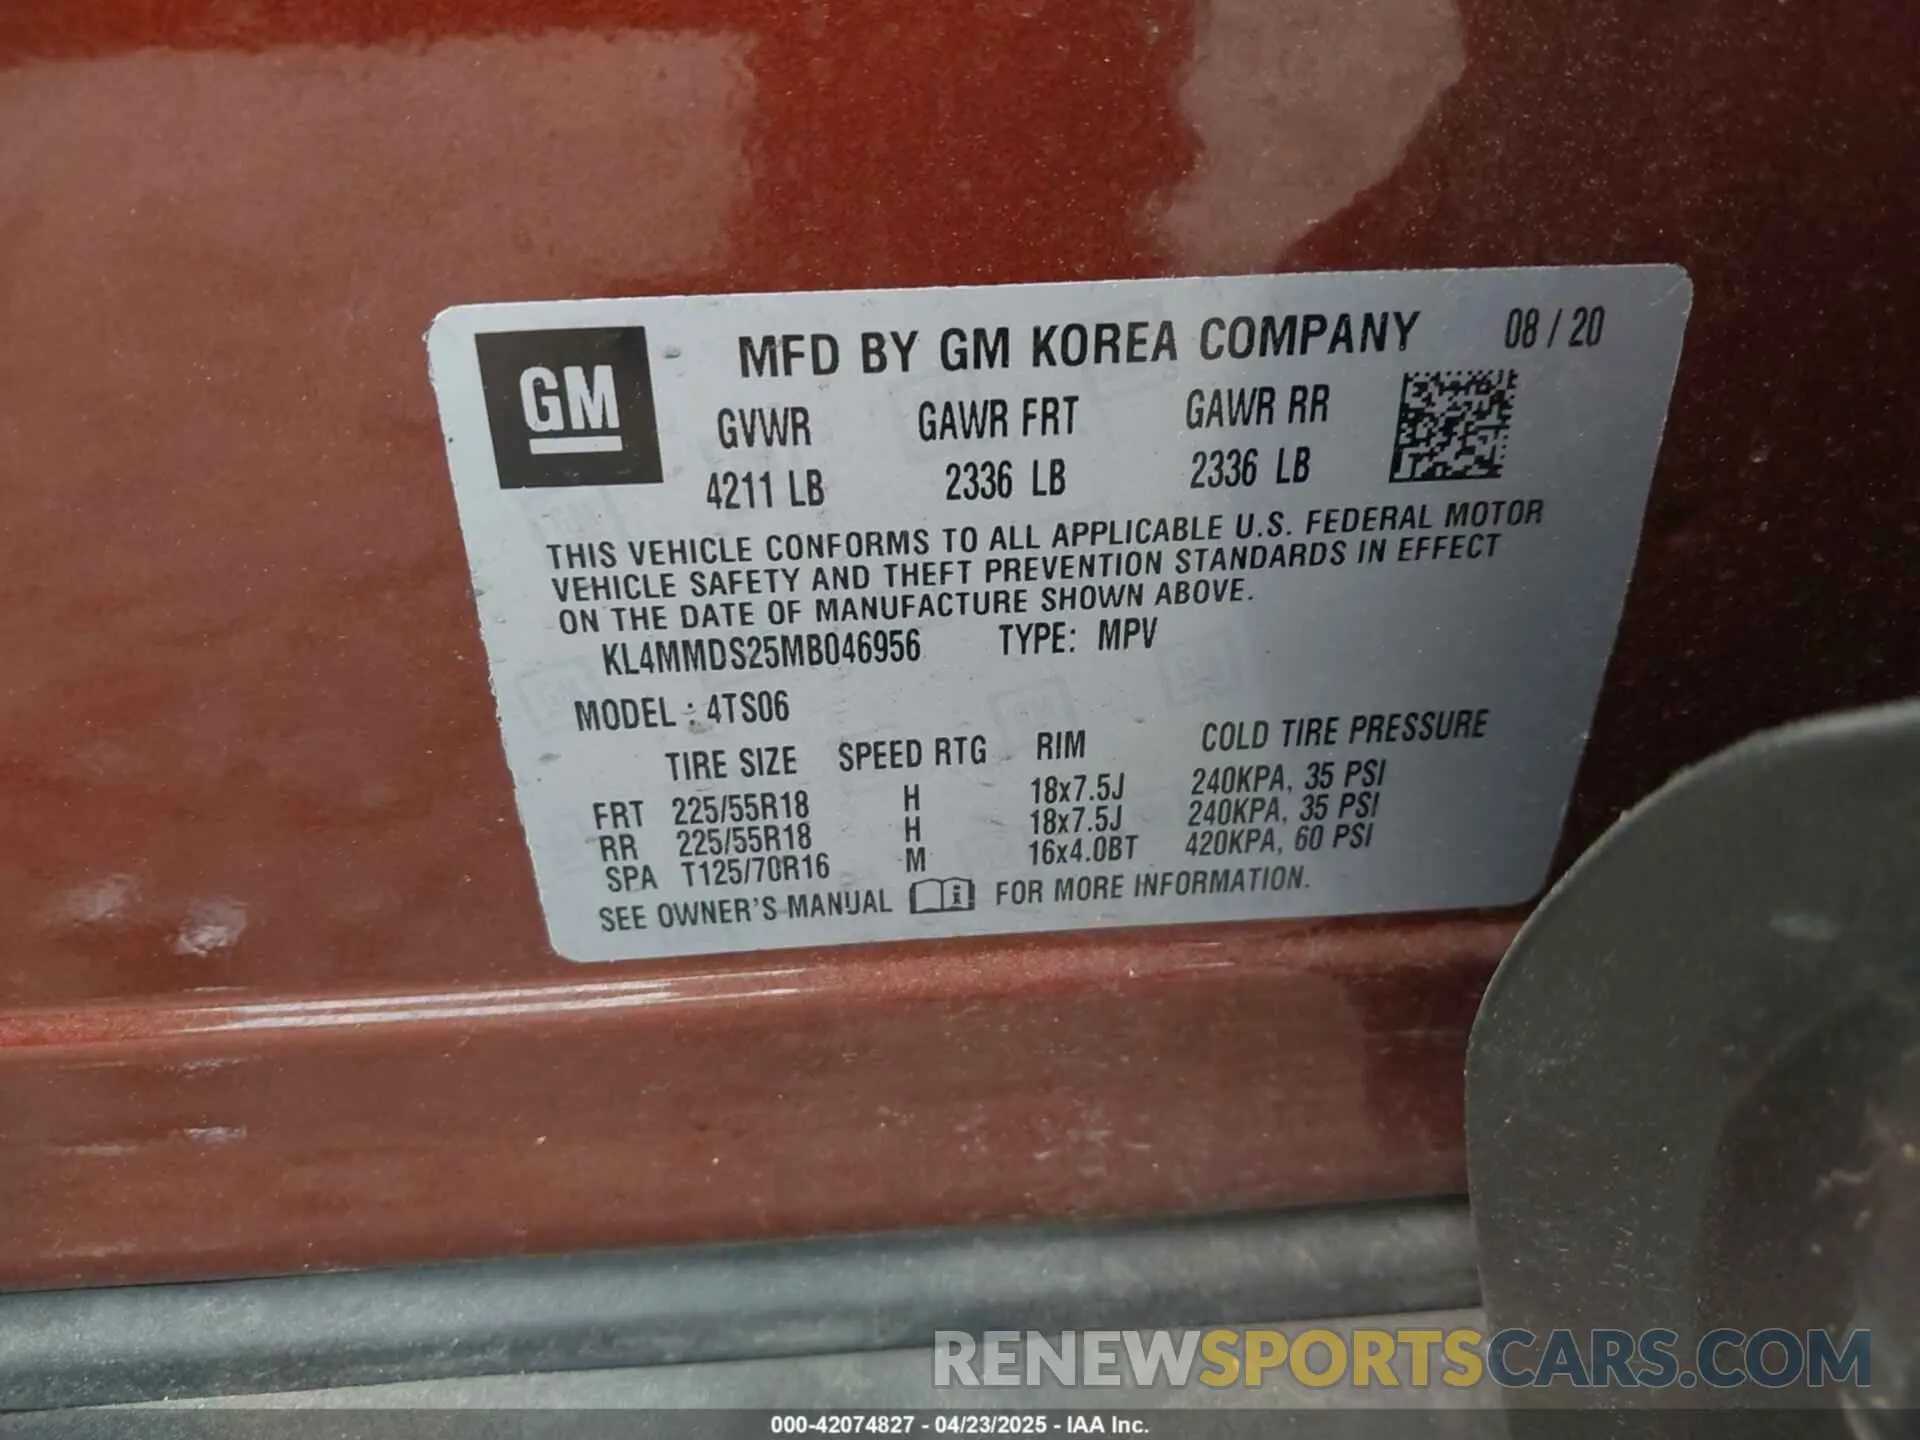 GM
MFD BY GM KOREA COMPANY 08 / 20
GVWR GAWR FRT GAWR RR
4211 LB 2336 LB 2336 LB
THIS VEHICLE CONFORMS TO ALL APPLICABLE U.S. FEDERAL MOTOR
VEHICLE SAFETY AND THEFT PREVENTION STANDARDS IN EFFECT
ON THE DATE OF MANUFACTURE SHOWN ABOVE.
KL4MMDS25MB046956 TYPE: MPV
MODEL : 4TS06
TIRE SIZE SPEED RTG RIM COLD TIRE PRESSURE
FRT 225/55R18 H 18x7.5J 240KPA, 35 PSI
RR 225/55R18 H 18x7.5J 240KPA, 35 PSI
SPA T125/70R16 M 16x4.0BT 420KPA, 60 PSI
SEE OWNER'S MANUAL i FOR MORE INFORMATION.
RENEWSPORTSCARS.COM
000-42074827 - 04/23/2025 - IAA Inc.